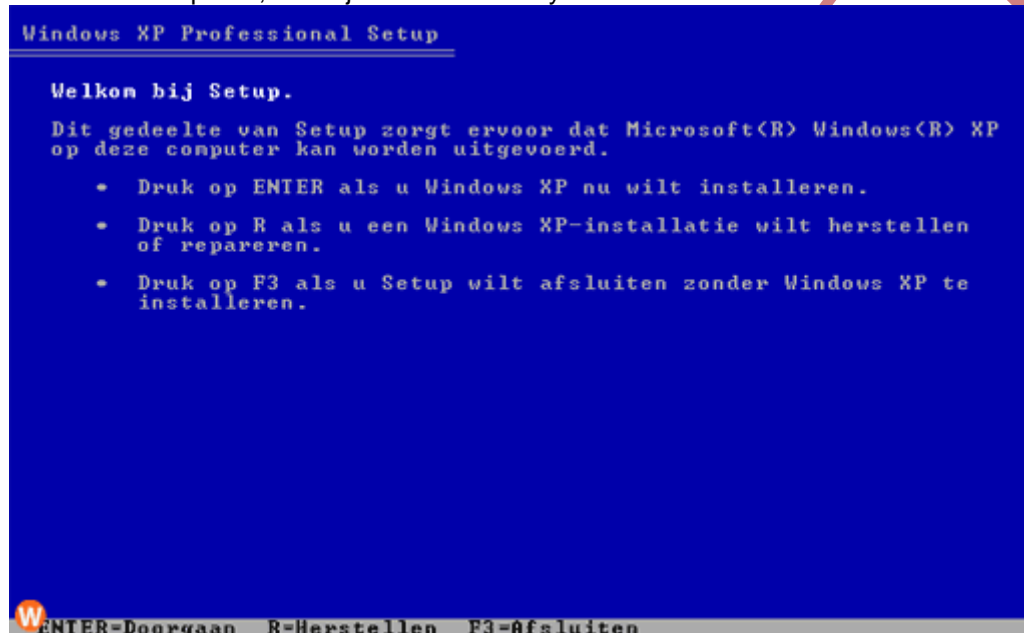 Windows XP Professional Setup
Welkom bij Setup.
Dit gedeelte van Setup zorgt ervoor dat Microsoft(R) Windows(R) XP
op deze computer kan worden uitgevoerd.
• Druk op ENTER als u Windows XP nu wilt installeren.
• Druk op R als u een Windows XP-installatie wilt herstellen
of repareren.
• Druk op F3 als u Setup wilt afsluiten zonder Windows XP te
installeren.
W
ENTER=Doorgaan R=Herstellen F3=Afsluiten